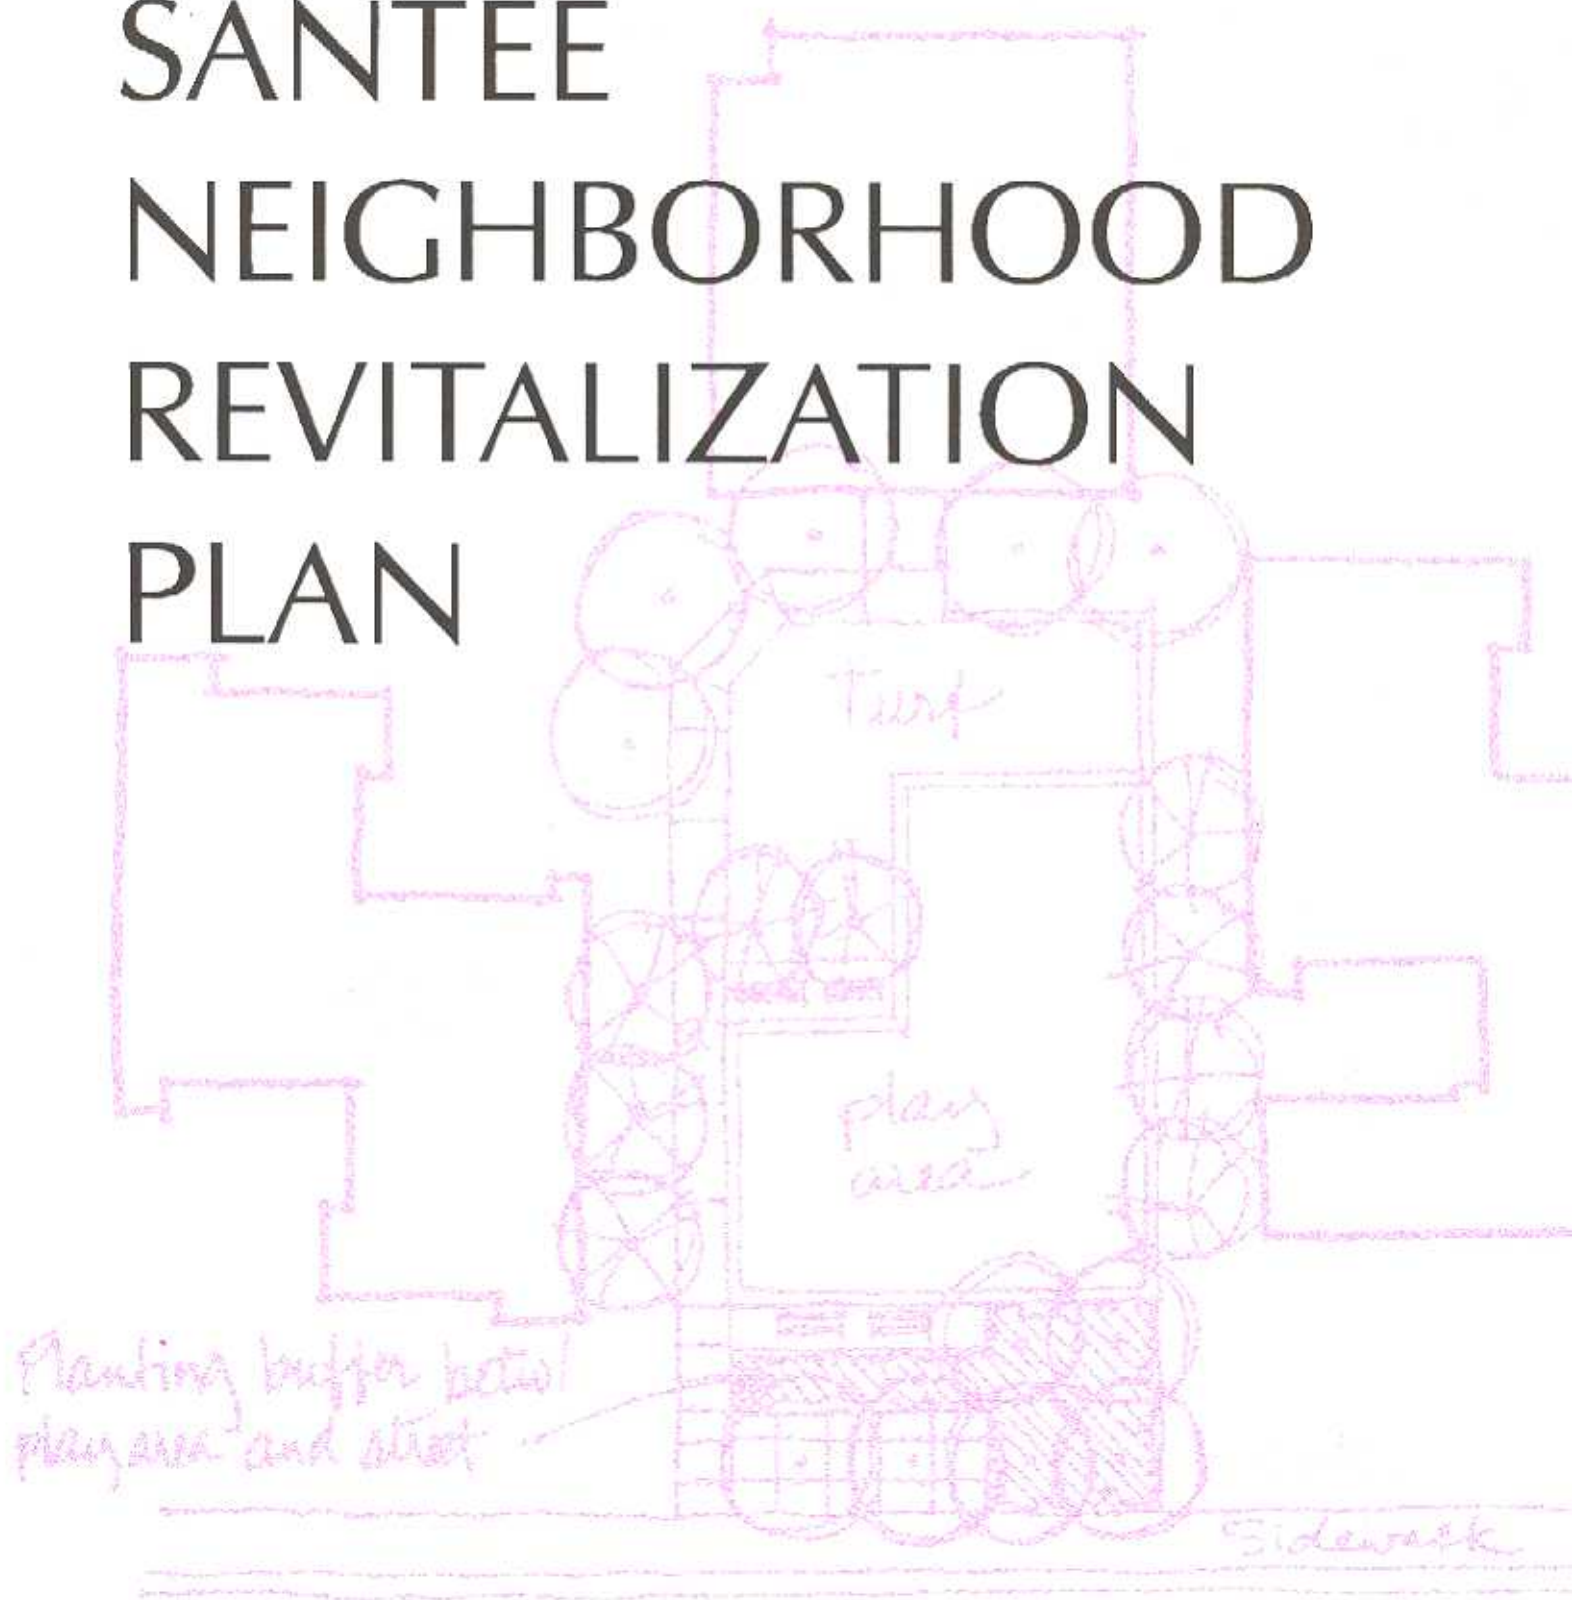 SANTEE
NEIGHBORHOOD
REVITALIZATION
PLAN
Turf
play
area
Planting buffer betw
play area and street
Sidewalk